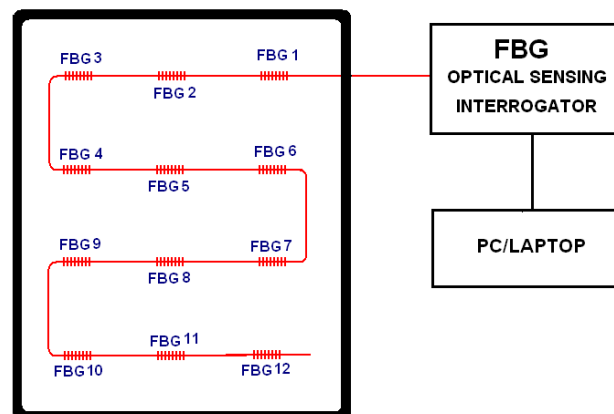 FBG 3
FBG 2
FBG 1
FBG 4
FBG 5
FBG 6
FBG 9
FBG 8
FBG 7
FBG 10
FBG 11
FBG 12
FBG
OPTICAL SENSING
INTERROGATOR
PC/LAPTOP